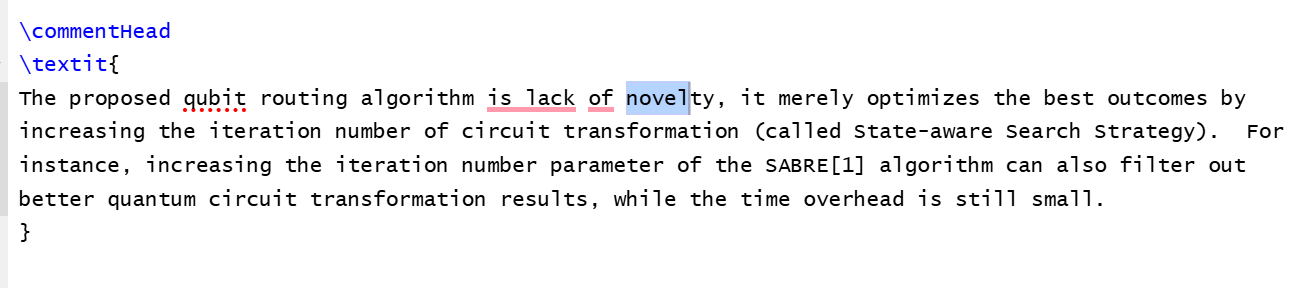 \commentHead
\textit{
The proposed qubit routing algorithm is lack of novelty, it merely optimizes the best outcomes by
increasing the iteration number of circuit transformation (called State-aware Search Strategy).  For
instance, increasing the iteration number parameter of the SABRE[1] algorithm can also filter out
better quantum circuit transformation results, while the time overhead is still small.
}